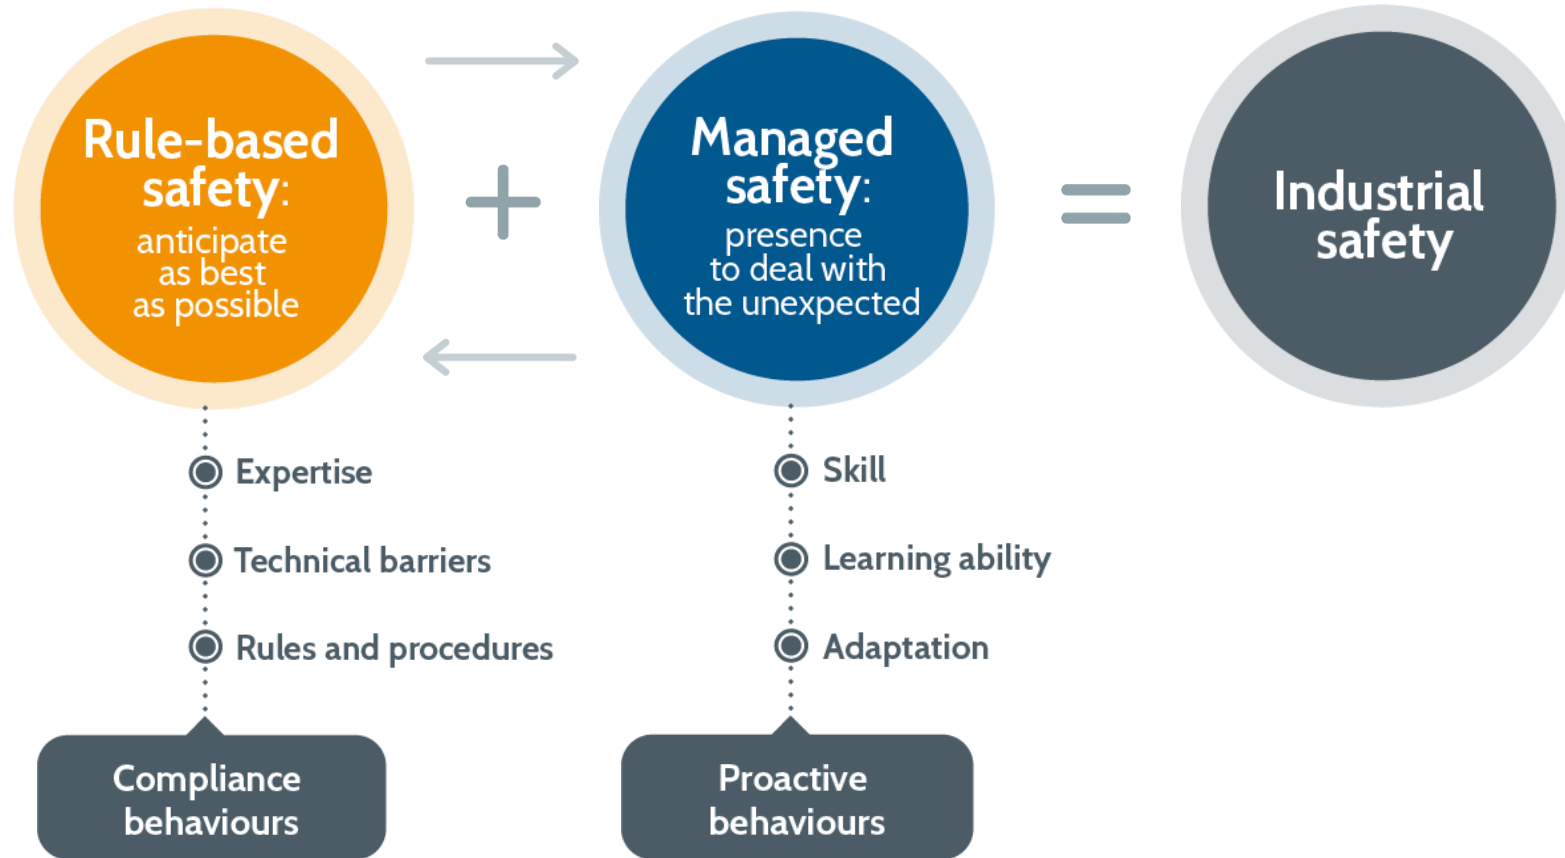 Rule-based
safety:
anticipate
as best
as possible
+
Managed
safety:
presence
to deal with
the unexpected
=
Industrial
safety
Expertise
Technical barriers
Rules and procedures
Compliance
behaviours
Skill
Learning ability
Adaptation
Proactive
behaviours